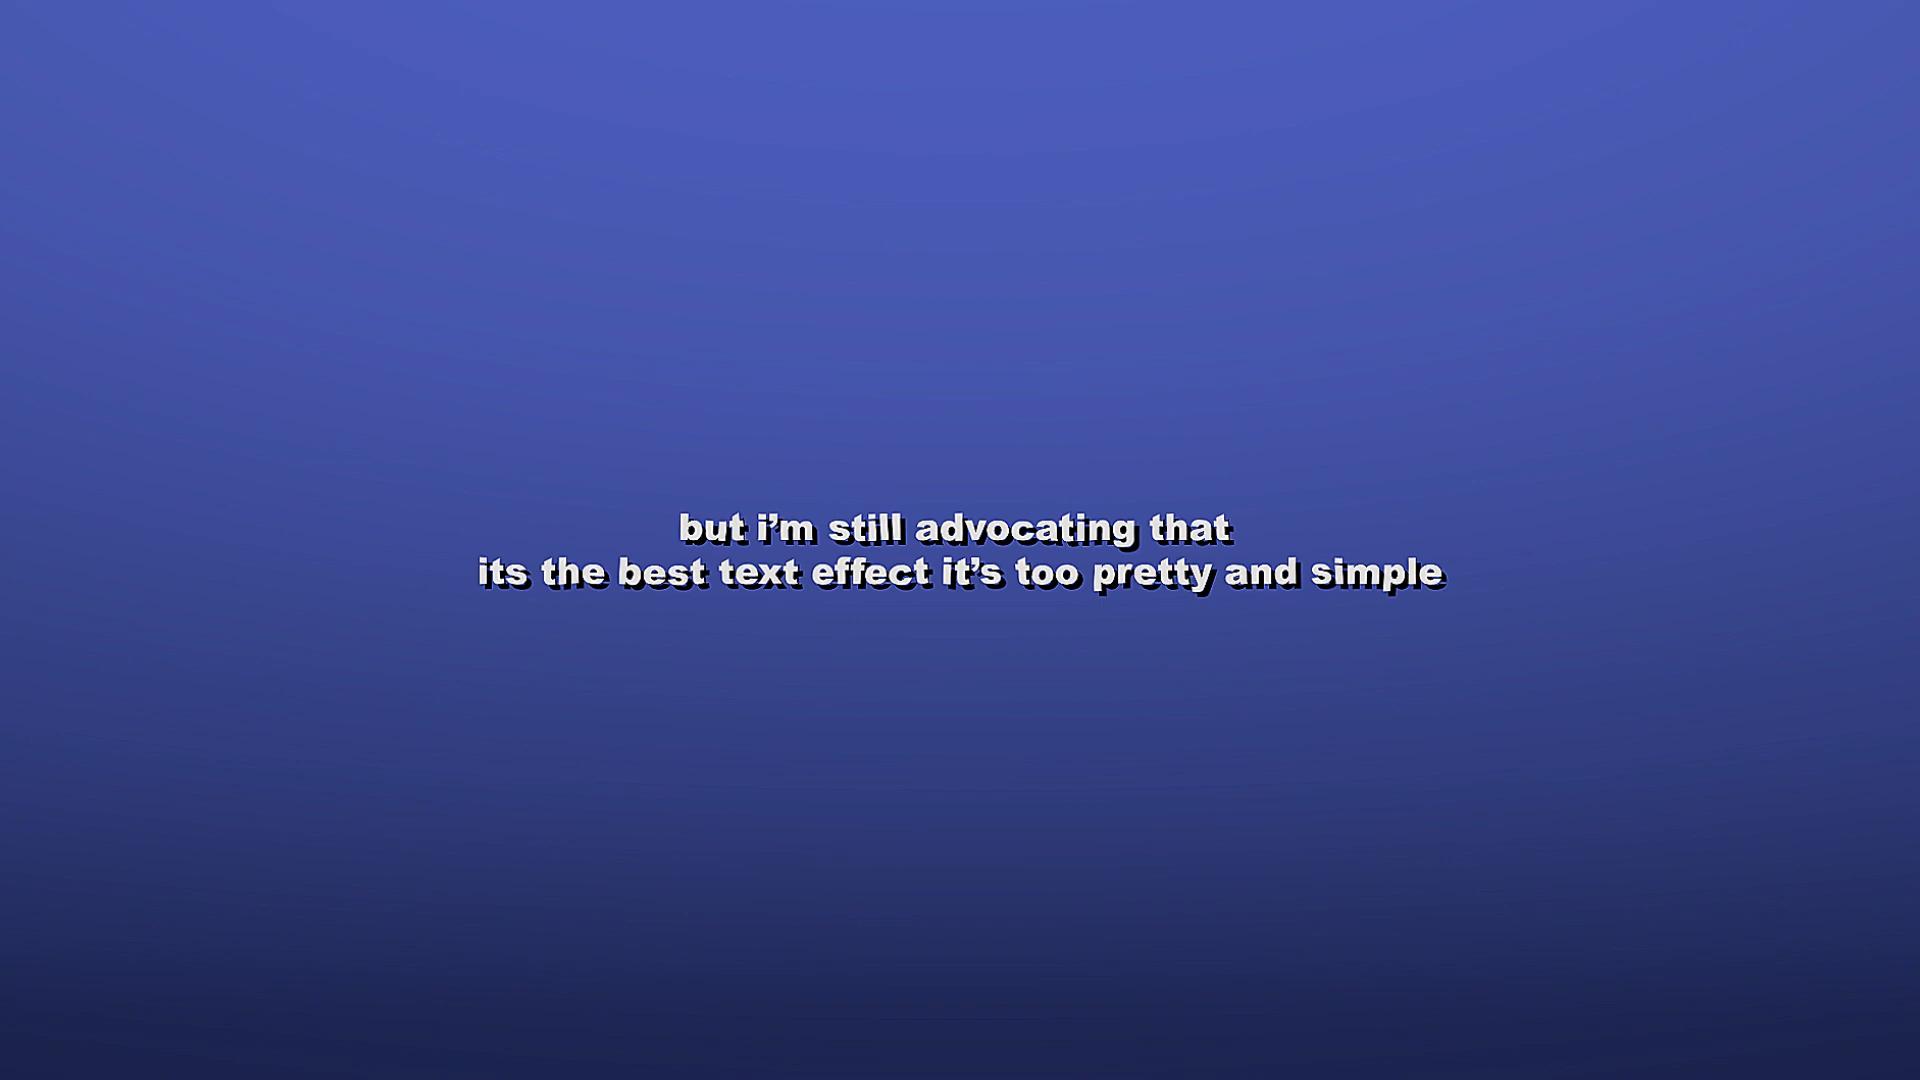 but i’m still advocating that
its the best text effect it’s too pretty and simple